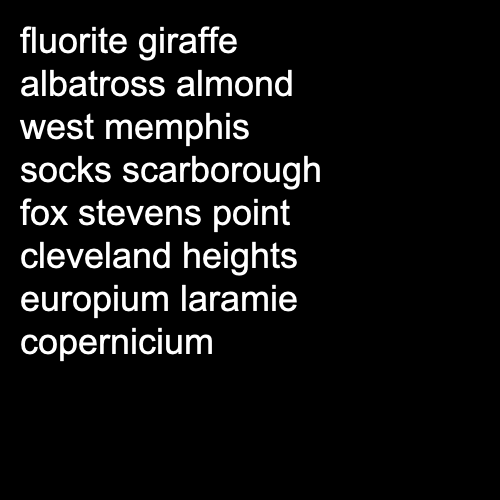 fluorite giraffe
albatross almond
west memphis
socks scarborough
fox stevens point
cleveland heights
europium laramie
copernicium